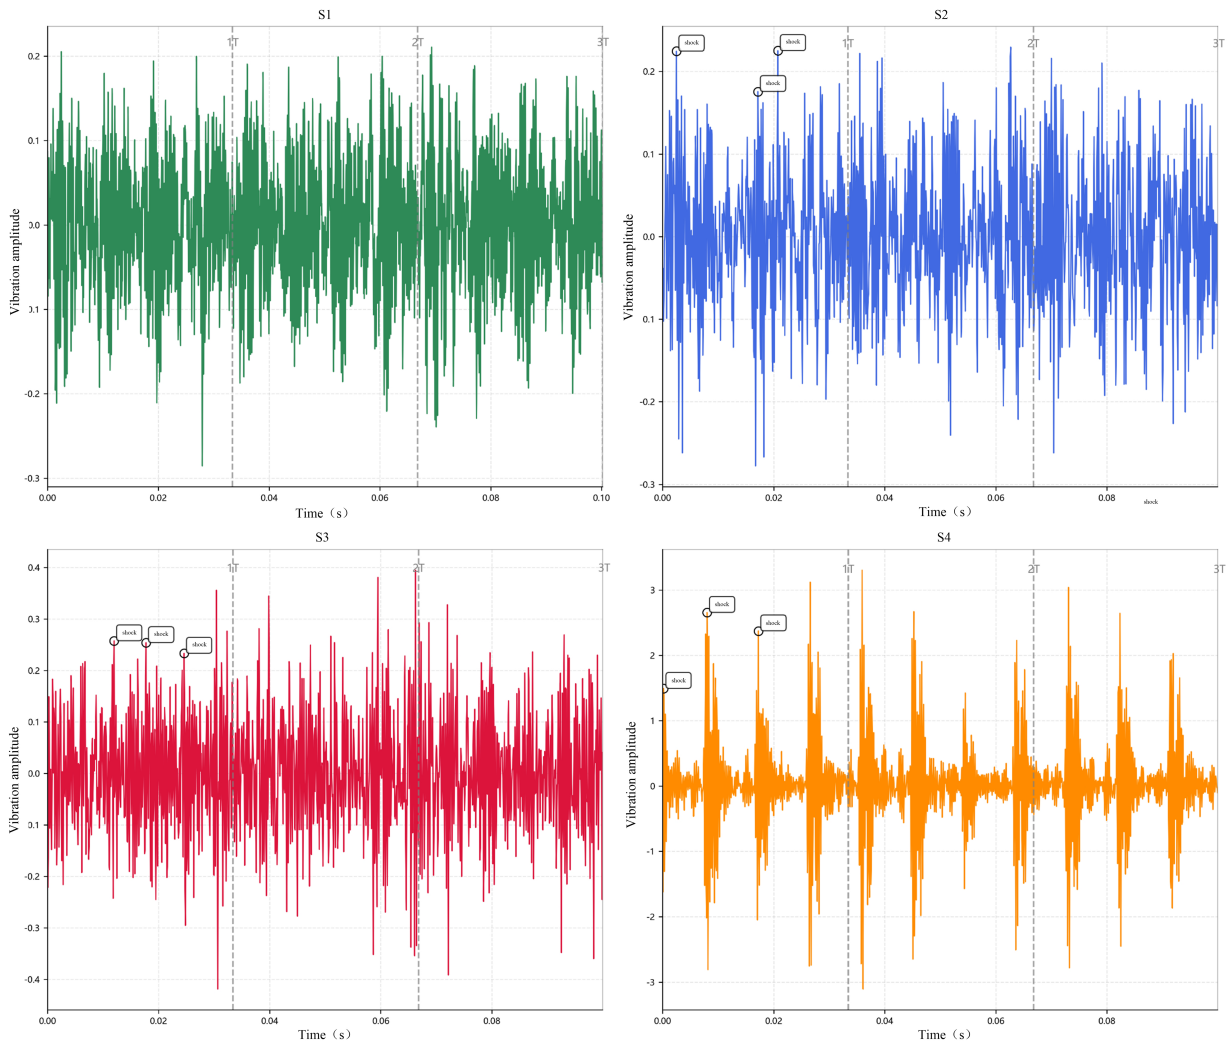 S1
1T
2T
3T
0.2
0.1
0.0
1.1
-0.2
-0.3
Vibration amplitude
0.00
0.02
0.04
0.06
0.08
0.10
Time（s）
S2
shock
shock
shock
1T
2T
3T
0.2
0.1
0.0
0.1
-0.2
-0.3
Vibration amplitude
0.00
0.02
0.04
0.06
0.08
shock
Time（s）
S3
1T
2T
3T
shock
shock
shock
0.4
0.3
0.2
0.1
0.0
0.1
-0.2
-0.3
-0.4
Vibration amplitude
0.00
0.02
0.04
0.06
0.08
Time（s）
S4
1T
2T
3T
shock
shock
shock
3
2
1
0
-1
-2
-3
Vibration amplitude
0.00
0.02
0.04
0.06
0.08
Time（s）